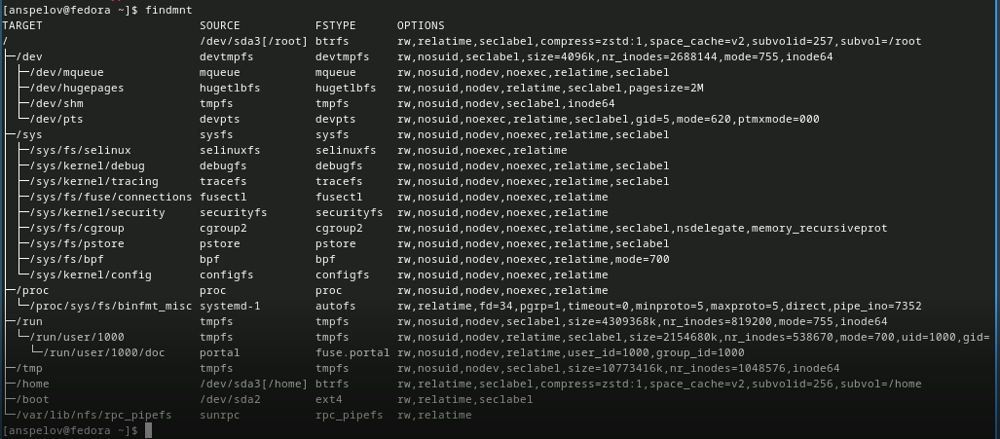 [anspelov@fedora ~]$ findmnt
TARGET SOURCE FSTYPE OPTIONS
/ /dev/sda3[/root] btrfs rw,relatime,seclabel,compress=zstd:1,space_cache=v2,subvolid=257,subvol=/root
├─/dev devtmpfs devtmpfs rw,nosuid,seclabel,size=4096k,nr_inodes=2688144,mode=755,inode64
│ ├─/dev/mqueue mqueue mqueue rw,nosuid,nodev,noexec,relatime,seclabel
│ ├─/dev/hugepages hugetlbfs hugetlbfs rw,nosuid,nodev,relatime,seclabel,pagesize=2M
│ ├─/dev/shm tmpfs tmpfs rw,nosuid,nodev,seclabel,inode64
│ └─/dev/pts devpts devpts rw,nosuid,noexec,relatime,seclabel,gid=5,mode=620,ptmxmode=000
├─/sys sysfs sysfs rw,nosuid,nodev,noexec,relatime,seclabel
│ ├─/sys/fs/selinux selinuxfs selinuxfs rw,nosuid,noexec,relatime
│ ├─/sys/kernel/debug debugfs debugfs rw,nosuid,nodev,noexec,relatime,seclabel
│ ├─/sys/kernel/tracing tracefs tracefs rw,nosuid,nodev,noexec,relatime,seclabel
│ ├─/sys/fs/fuse/connections fusectl fusectl rw,nosuid,nodev,noexec,relatime
│ ├─/sys/kernel/security securityfs securityfs rw,nosuid,nodev,noexec,relatime
│ ├─/sys/fs/cgroup cgroup2 cgroup2 rw,nosuid,nodev,noexec,relatime,seclabel,nsdelegate,memory_recursiveprot
│ ├─/sys/fs/pstore pstore pstore rw,nosuid,nodev,noexec,relatime,seclabel
│ ├─/sys/fs/bpf bpf bpf rw,nosuid,nodev,noexec,relatime,mode=700
│ └─/sys/kernel/config configfs configfs rw,nosuid,nodev,noexec,relatime
├─/proc proc proc rw,nosuid,nodev,noexec,relatime
│ └─/proc/sys/fs/binfmt_misc systemd-1 autofs rw,relatime,fd=34,pgrp=1,timeout=0,minproto=5,maxproto=5,direct,pipe_ino=7352
├─/run tmpfs tmpfs rw,nosuid,nodev,seclabel,size=4309368k,nr_inodes=819200,mode=755,inode64
│ └─/run/user/1000 tmpfs tmpfs rw,nosuid,nodev,relatime,seclabel,size=2154680k,nr_inodes=538670,mode=700,uid=1000,gid=
│ └─/run/user/1000/doc portal fuse.portal rw,nosuid,nodev,relatime,user_id=1000,group_id=1000
├─/tmp tmpfs tmpfs rw,nosuid,nodev,seclabel,size=10773416k,nr_inodes=1048576,inode64
├─/home /dev/sda3[/home] btrfs rw,relatime,seclabel,compress=zstd:1,space_cache=v2,subvolid=256,subvol=/home
├─/boot /dev/sda2 ext4 rw,relatime,seclabel
└─/var/lib/nfs/rpc_pipefs sunrpc rpc_pipefs rw,relatime
[anspelov@fedora ~]$